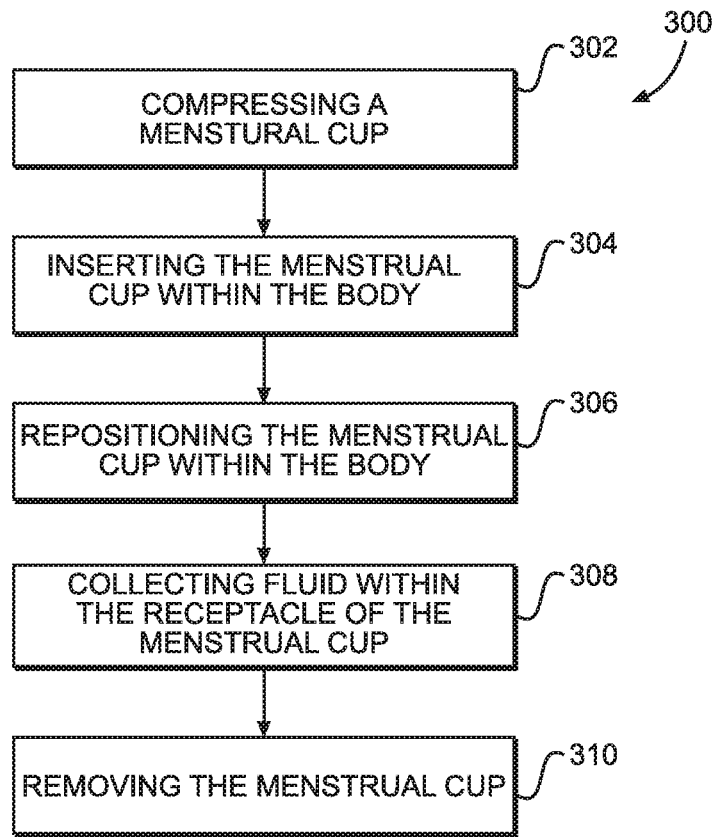 300
302
COMPRESSING A
MENSTURAL CUP
304
INSERTING THE MENSTRUAL
CUP WITHIN THE BODY
306
REPOSITIONING THE MENSTRUAL
CUP WITHIN THE BODY
308
COLLECTING FLUID WITHIN
THE RECEPTACLE OF THE
MENSTRUAL CUP
310
REMOVING THE MENSTRUAL CUP